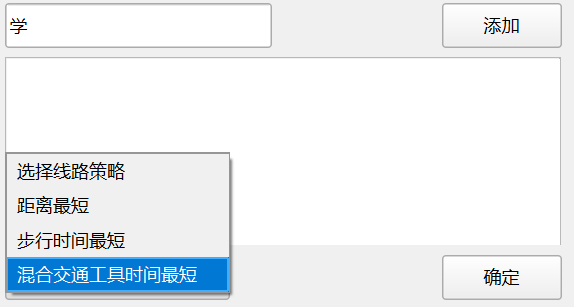 学
添加
选择线路策略
距离最短
步行时间最短
混合交通工具时间最短
确定